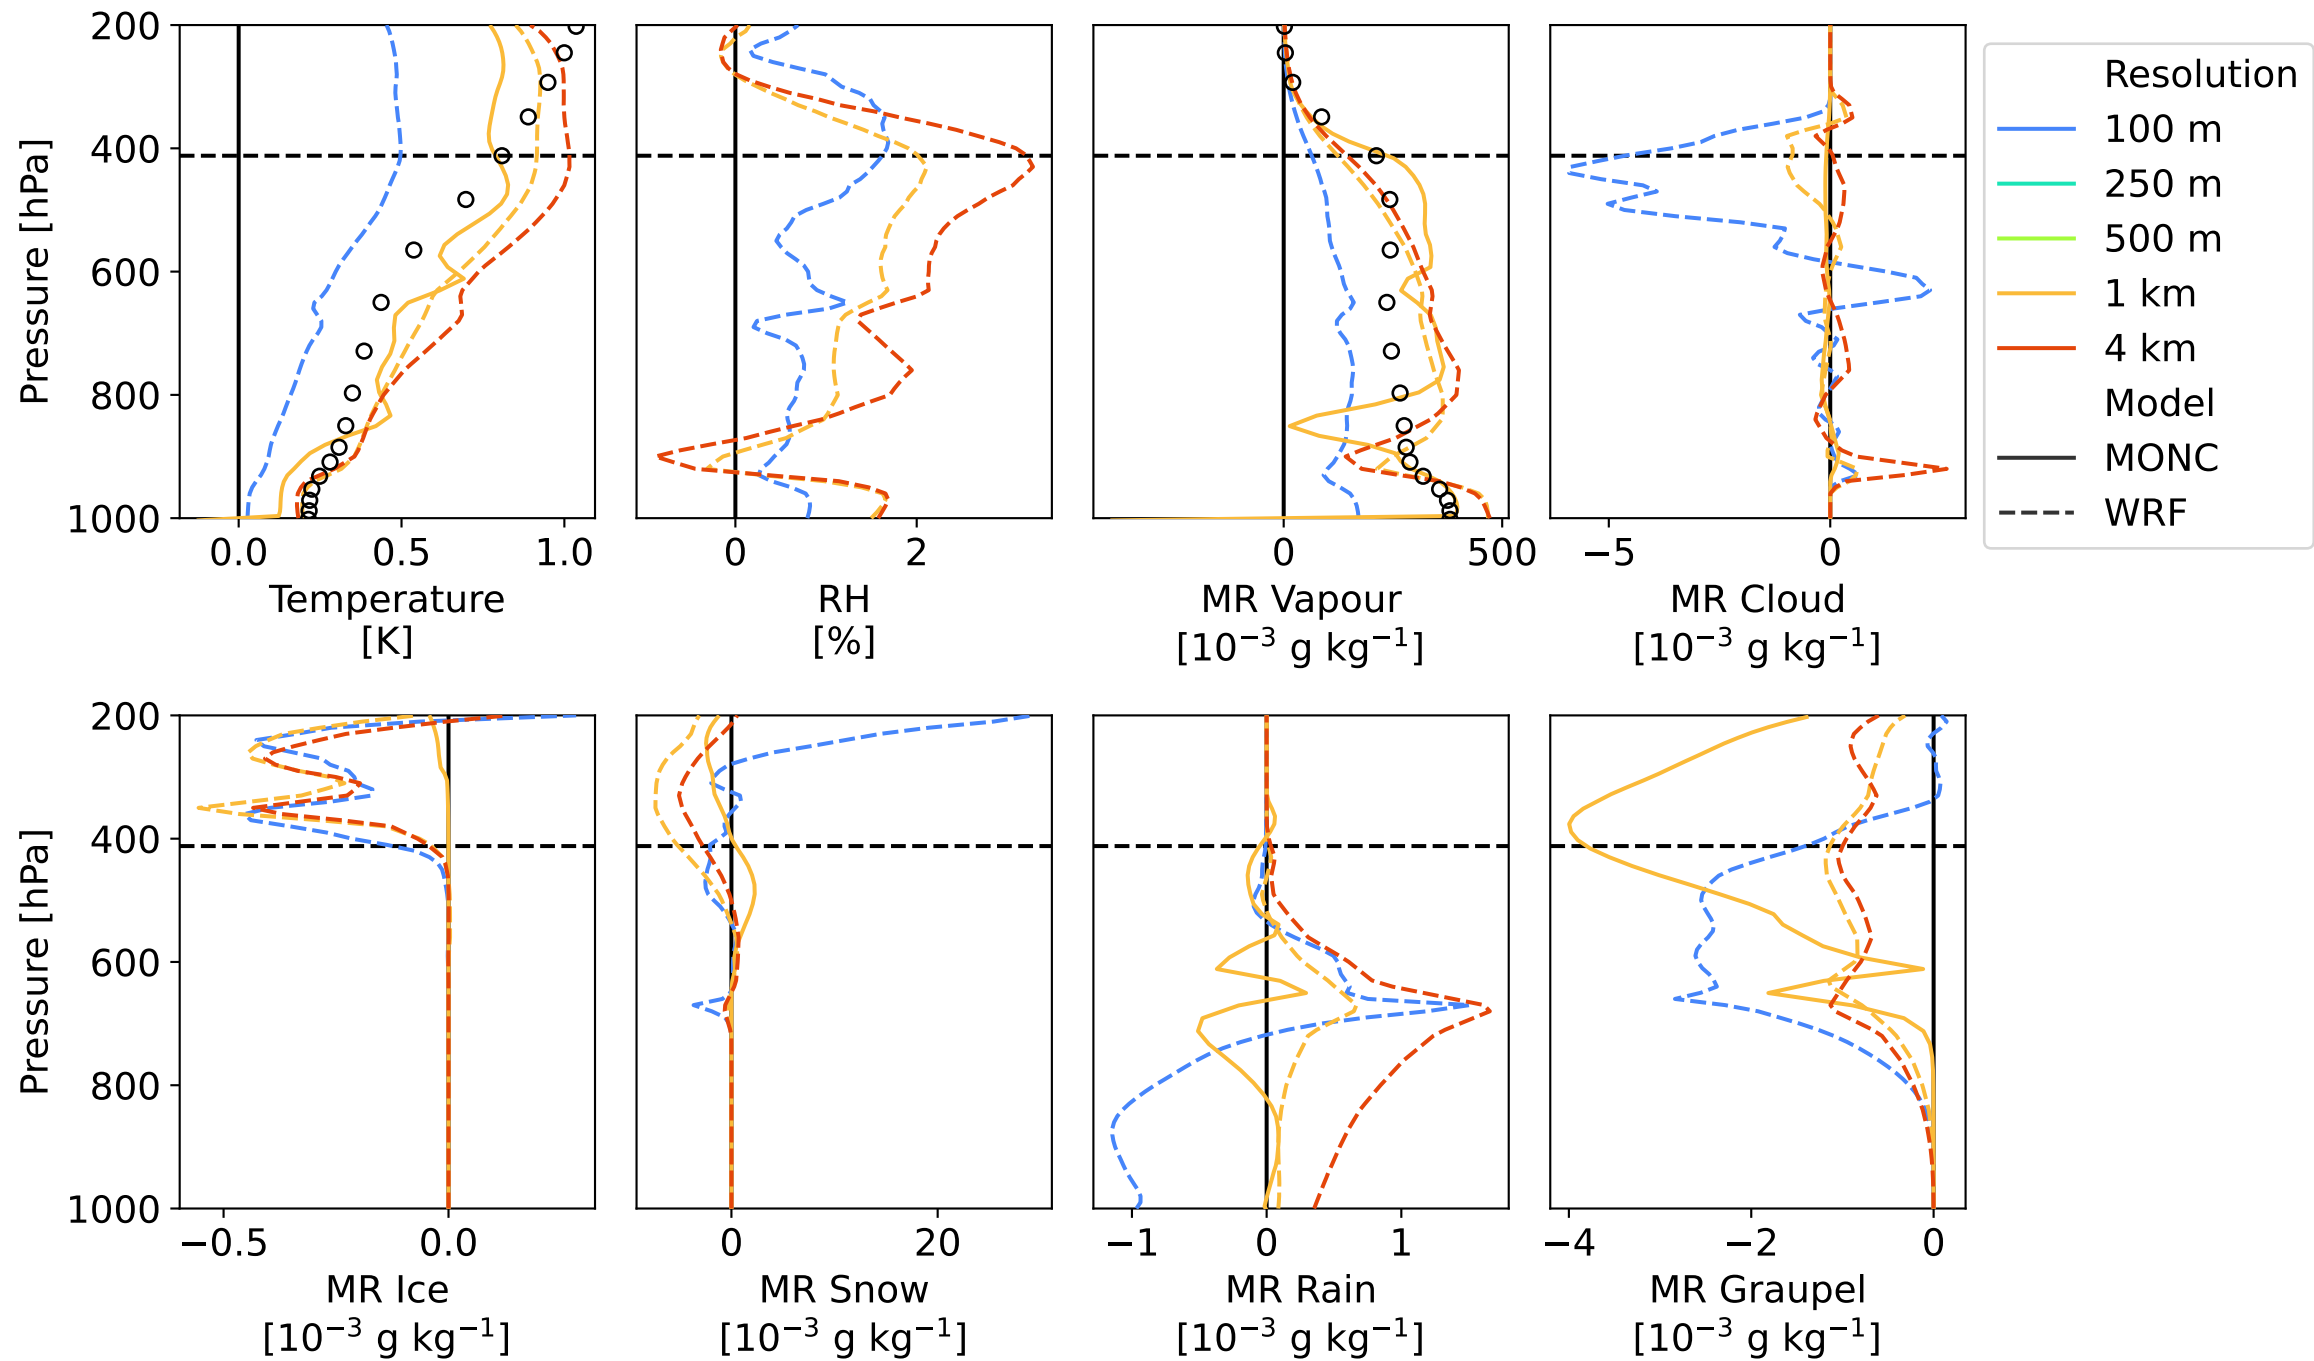 200
400
600
800
1000
Pressure [hPa]
0.0 0.5 1.0
Temperature
[K]
0 2
RH
[%]
0 500
MR Vapour
[10⁻³ g kg⁻¹]
−5 0
MR Cloud
[10⁻³ g kg⁻¹]
Resolution
100 m
250 m
500 m
1 km
4 km
Model
MONC
WRF
200
400
600
800
1000
Pressure [hPa]
−0.5 0.0
MR Ice
[10⁻³ g kg⁻¹]
0 20
MR Snow
[10⁻³ g kg⁻¹]
−1 0 1
MR Rain
[10⁻³ g kg⁻¹]
−4 −2 0
MR Graupel
[10⁻³ g kg⁻¹]